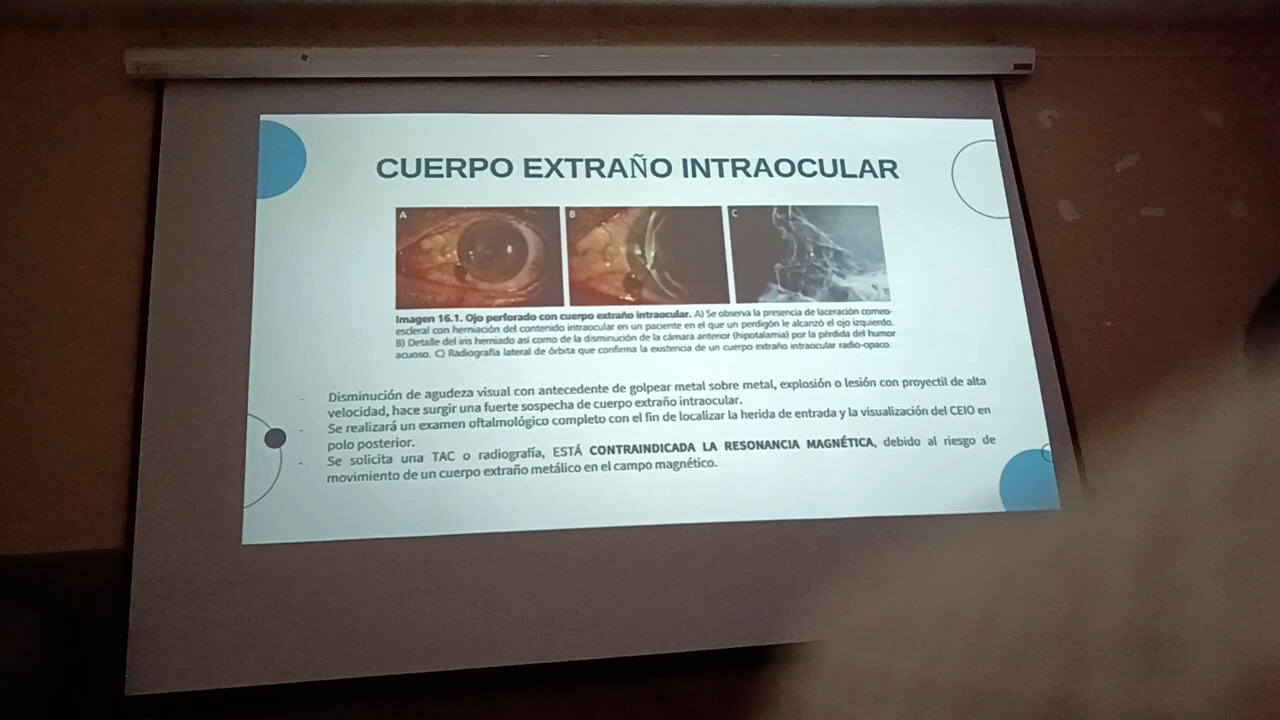 CUERPO EXTRAÑO INTRAOCULAR
A
B
C
Imagen 16.1. Ojo perforado con cuerpo extraño intraocular. A) Se observa la presencia de laceración corneo-
escleral con herniación del contenido intraocular en un paciente en el que un perdigón le alcanzó el ojo izquierdo.
B) Detalle del iris herniado así como de la disminución de la cámara anterior (hipotalamia) por la pérdida del humor
acuoso. C) Radiografía lateral de órbita que confirma la existencia de un cuerpo extraño intraocular radio-opaco.
- Disminución de agudeza visual con antecedente de golpear metal sobre metal, explosión o lesión con proyectil de alta
velocidad, hace surgir una fuerte sospecha de cuerpo extraño intraocular.
- Se realizará un examen oftalmológico completo con el fin de localizar la herida de entrada y la visualización del CEIO en
polo posterior.
- Se solicita una TAC o radiografía, ESTÁ CONTRAINDICADA LA RESONANCIA MAGNÉTICA, debido al riesgo de
movimiento de un cuerpo extraño metálico en el campo magnético.